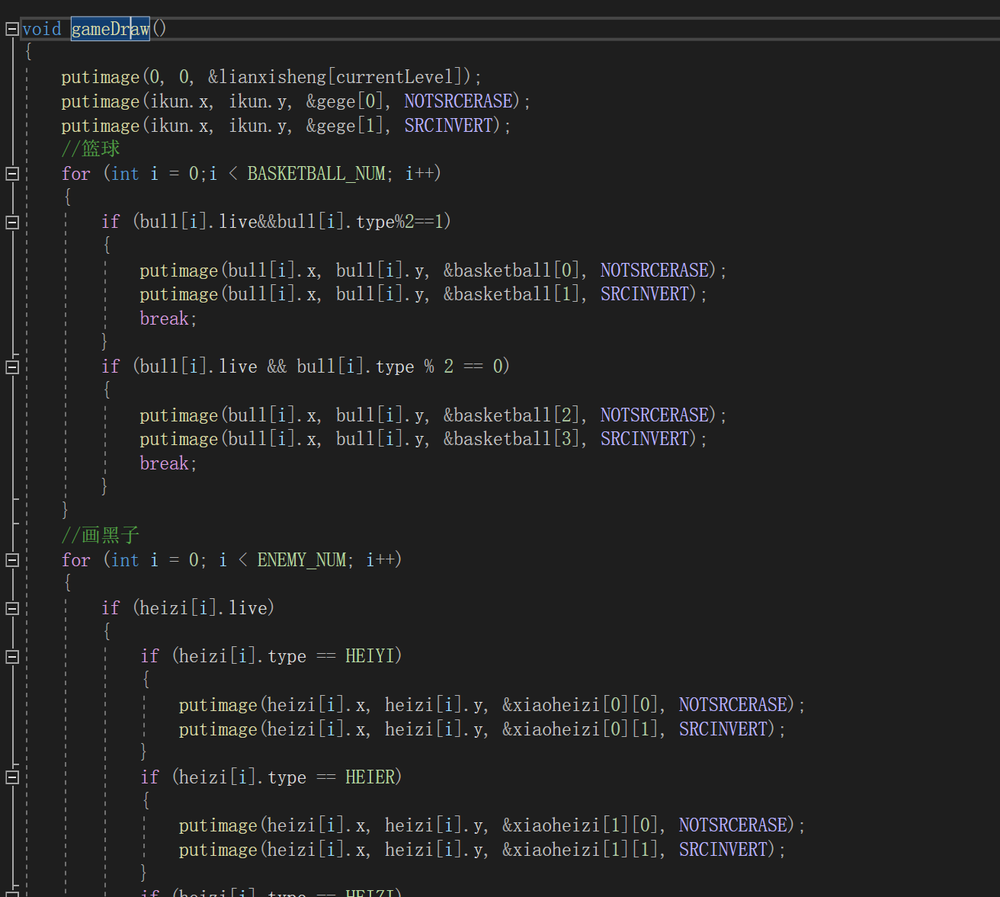 void gameDraw()
{
putimage(0, 0, &lianxisheng[currentLevel]);
putimage(ikun.x, ikun.y, &gege[0], NOTSRCERASE);
putimage(ikun.x, ikun.y, &gege[1], SRCINVERT);
//篮球
for (int i = 0;i < BASKETBALL_NUM; i++)
{
if (bull[i].live&&bull[i].type%2==1)
{
putimage(bull[i].x, bull[i].y, &basketball[0], NOTSRCERASE);
putimage(bull[i].x, bull[i].y, &basketball[1], SRCINVERT);
break;
}
if (bull[i].live && bull[i].type % 2 == 0)
{
putimage(bull[i].x, bull[i].y, &basketball[2], NOTSRCERASE);
putimage(bull[i].x, bull[i].y, &basketball[3], SRCINVERT);
break;
}
}
//画黑子
for (int i = 0; i < ENEMY_NUM; i++)
{
if (heizi[i].live)
{
if (heizi[i].type == HEIYI)
{
putimage(heizi[i].x, heizi[i].y, &xiaoheizi[0][0], NOTSRCERASE);
putimage(heizi[i].x, heizi[i].y, &xiaoheizi[0][1], SRCINVERT);
}
if (heizi[i].type == HEIER)
{
putimage(heizi[i].x, heizi[i].y, &xiaoheizi[1][0], NOTSRCERASE);
putimage(heizi[i].x, heizi[i].y, &xiaoheizi[1][1], SRCINVERT);
}
if (heizi[i].type == HEIZI)